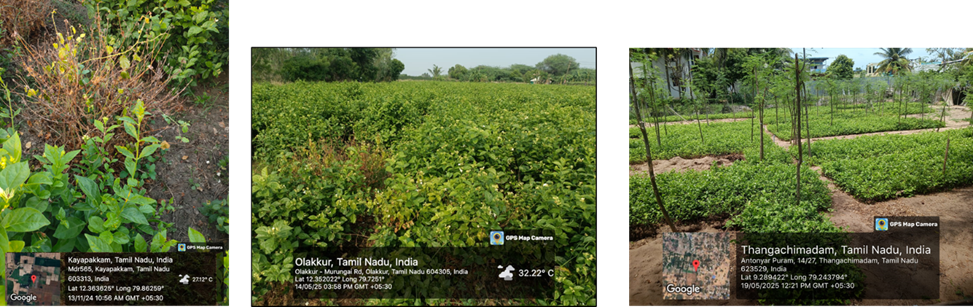 GPS Map Camera
Kayapakkam, Tamil Nadu, India
Mdr565, Kayapakkam, Tamil Nadu
603313, India
Lat 12.363625° Long 79.86259°
13/11/24 10:56 AM GMT +05:30
27.12° C
GPS Map Camera
Olakkur, Tamil Nadu, India
Olakkur - Murungai Rd, Olakkur, Tamil Nadu 604305, India
Lat 12.352022° Long 79.7251°
14/05/25 03:58 PM GMT +05:30
32.22° C
GPS Map Camera
Google
Thangachimadam, Tamil Nadu, India
Antonyar Puram, 14/27, Thangachimadam, Tamil Nadu
623529, India
Lat 9.289422° Long 79.243794°
19/05/2025 12:21 PM GMT +05:30
Google